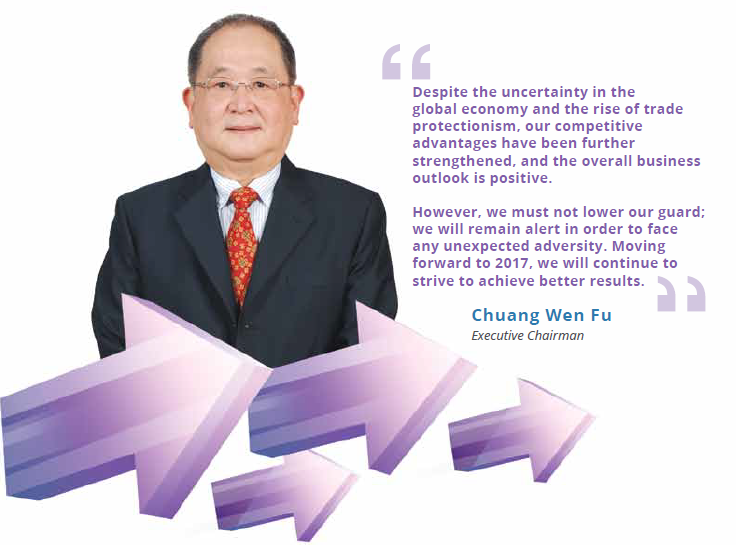 Despite the uncertainty in the
global economy and the rise of trade
protectionism, our competitive
advantages have been further
strengthened, and the overall business
outlook is positive.
However, we must not lower our guard;
we will remain alert in order to face
any unexpected adversity. Moving
forward to 2017, we will continue to
strive to achieve better results.
Chuang Wen Fu
Executive Chairman